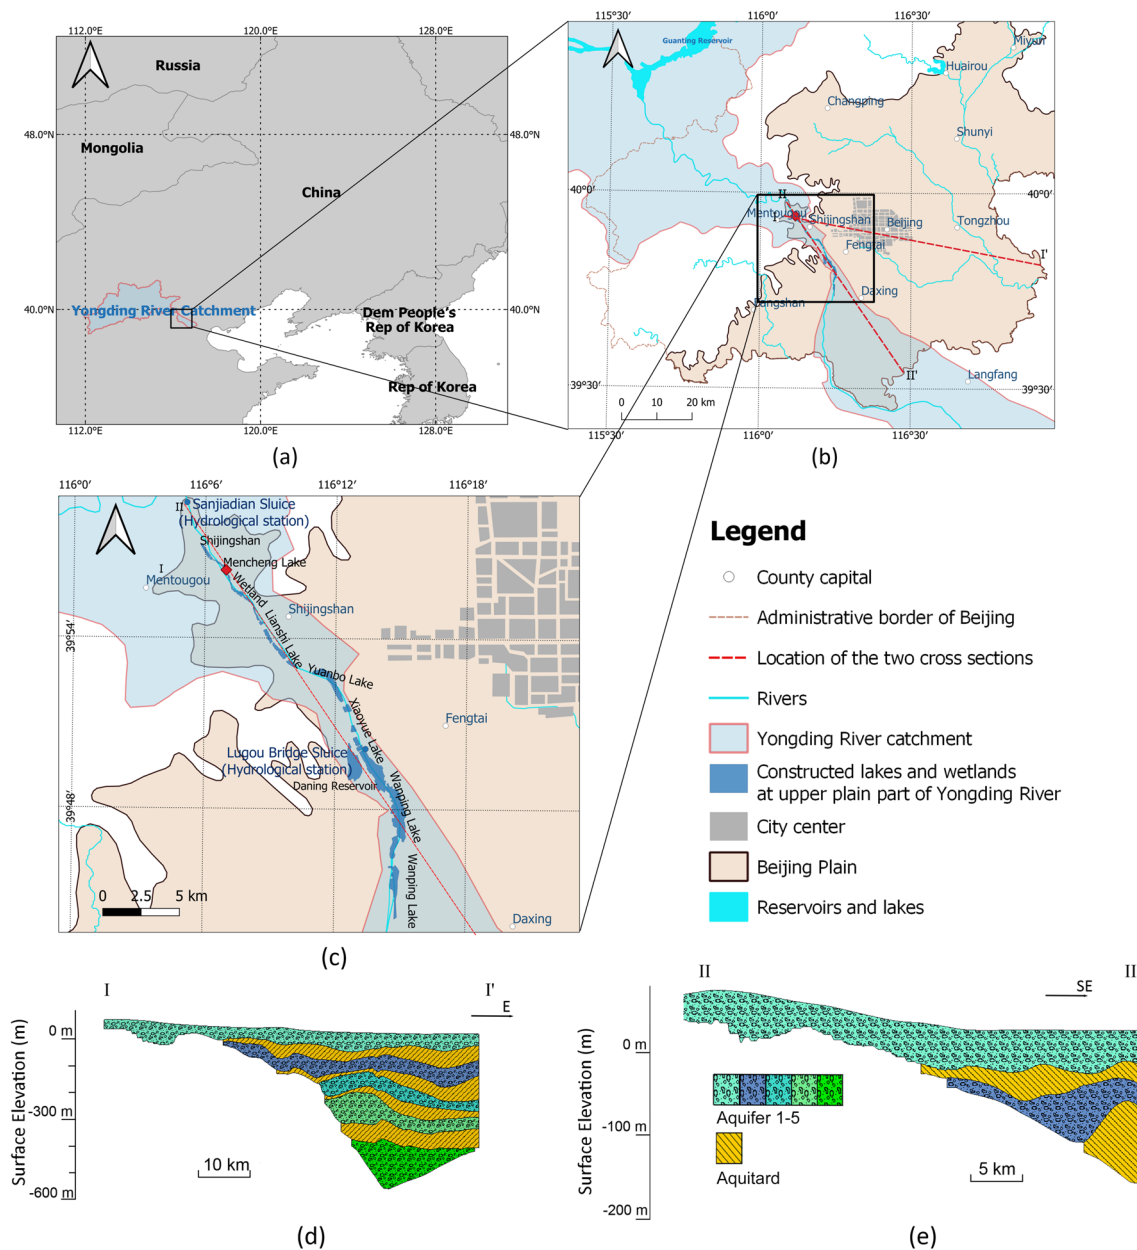 112.0°E
120.0°E
128.0°E
Russia
48.0°N
48.0°N
Mongolia
China
40.0°N
40.0°N
Yongding River Catchment
Dem People's
Rep of Korea
Rep of Korea
112.0°E
120.0°E
128.0°E
(a)
115°30′
116°0′
116°30′
Guanting Reservoir
Miyun
Huairou
Changping
Shunyi
40°0′
40°0′
II
Mentougou
I
Shijingshan
Beijing
Tongzhou
Fengtai
I'
Daxing
39°30′
II'
Langfang
39°30′
0 10 20 km
115°30′
116°0′
116°30′
(b)
116°0′
116°6′
116°12′
116°18′
II
Sanjiadian Sluice
(Hydrological station)
Shijingshan
I
Mencheng Lake
Mentougou
Wetland
Shijingshan
39°54′
Lianshi Lake
Yuanbo Lake
Xiaoyue Lake
Fengtai
Lugou Bridge Sluice
(Hydrological station)
Daning Reservoir
Wanping Lake
39°48′
Wanping Lake
0 2.5 5 km
Daxing
(c)
Legend
County capital
Administrative border of Beijing
Location of the two cross sections
Rivers
Yongding River catchment
Constructed lakes and wetlands
at upper plain part of Yongding River
City center
Beijing Plain
Reservoirs and lakes
I
I'
E
Surface Elevation (m)
0 m
-300 m
-600 m
10 km
(d)
II
II
SE
Surface Elevation (m)
0 m
-100 m
-200 m
Aquifer 1-5
Aquitard
5 km
(e)